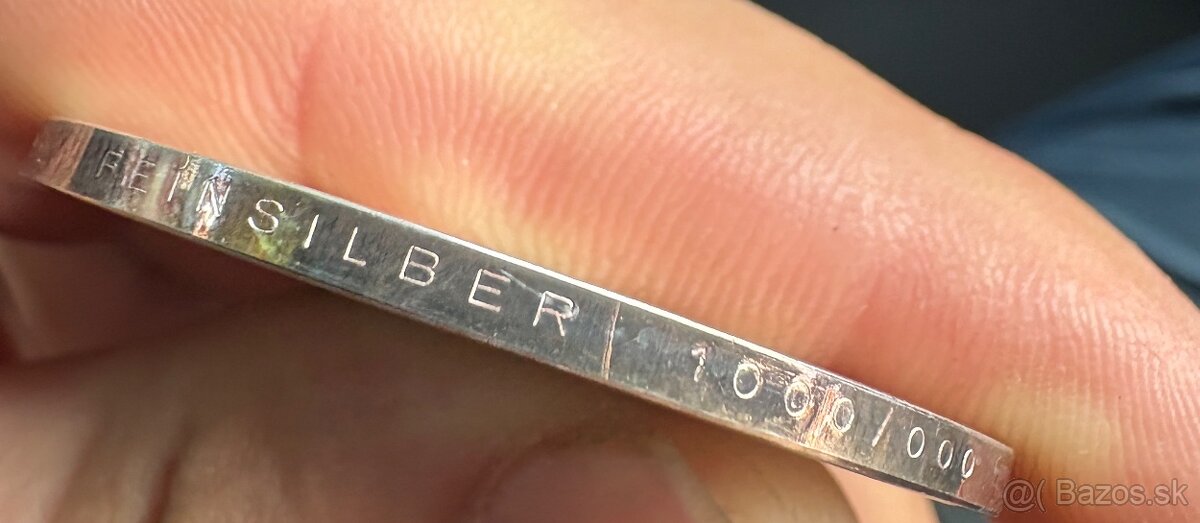 REIN SILBER 1000/000
@( Bazos.sk